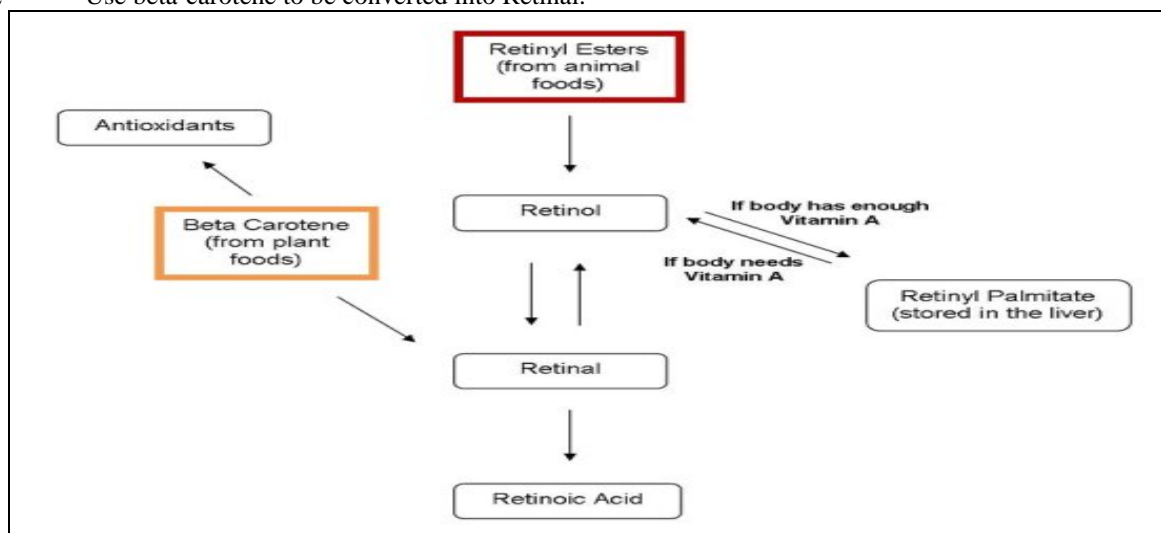 Use beta-carotene to be converted into Retinal.
Retinyl Esters
(from animal
foods)
Antioxidants
Beta Carotene
(from plant
foods)
Retinol
If body has enough
Vitamin A
If body needs
Vitamin A
Retinyl Palmitate
(stored in the liver)
Retinal
Retinoic Acid